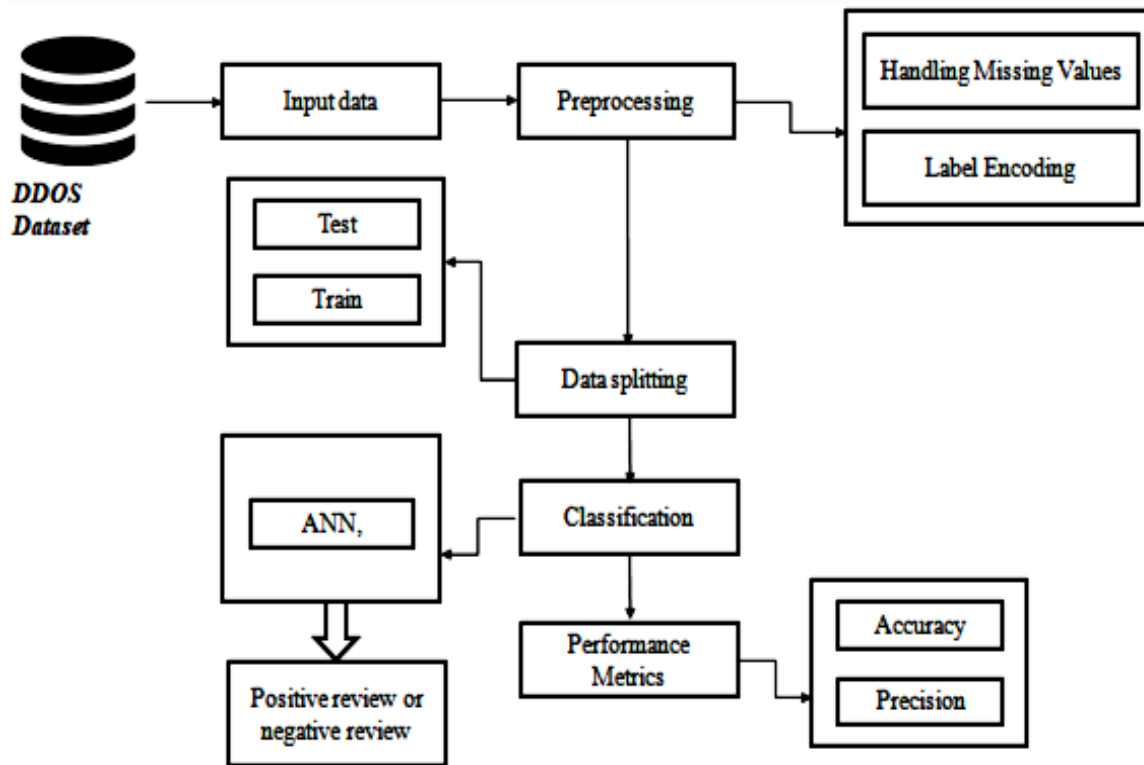 DDOS
Dataset
Input data
Preprocessing
Handling Missing Values
Label Encoding
Test
Train
Data splitting
ANN,
Classification
Positive review or
negative review
Performance
Metrics
Accuracy
Precision